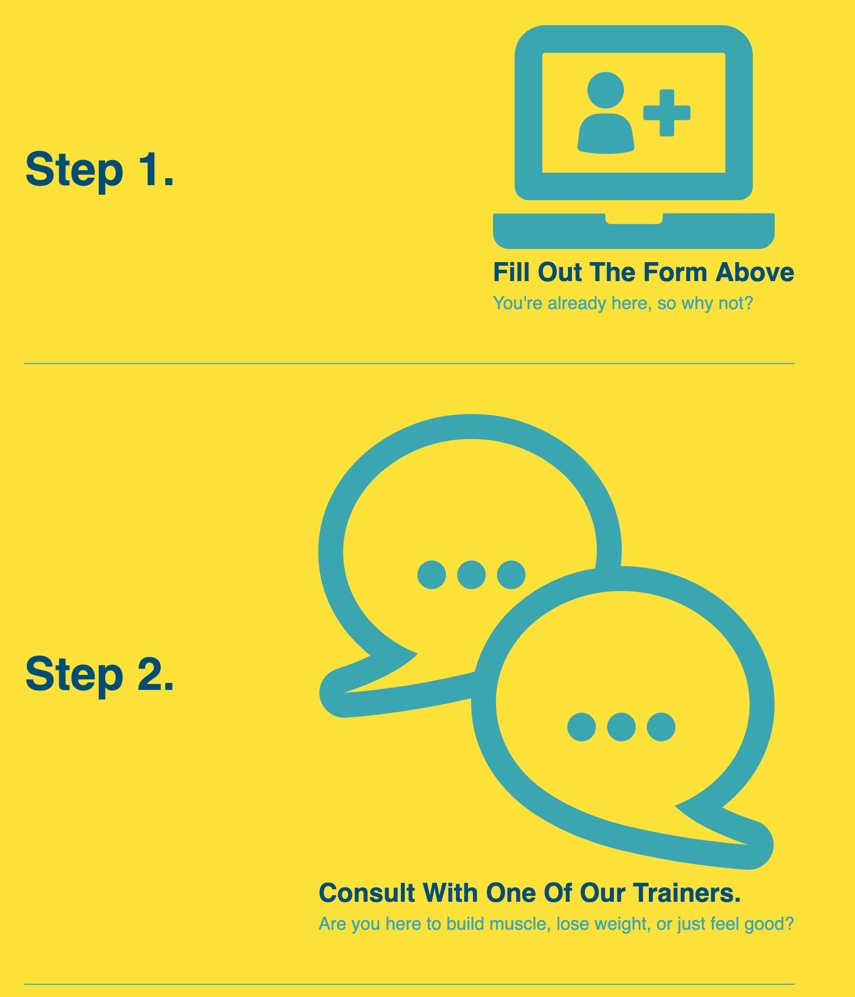 Step 1.
Fill Out The Form Above
You're already here, so why not?
Step 2.
Consult With One Of Our Trainers.
Are you here to build muscle, lose weight, or just feel good?